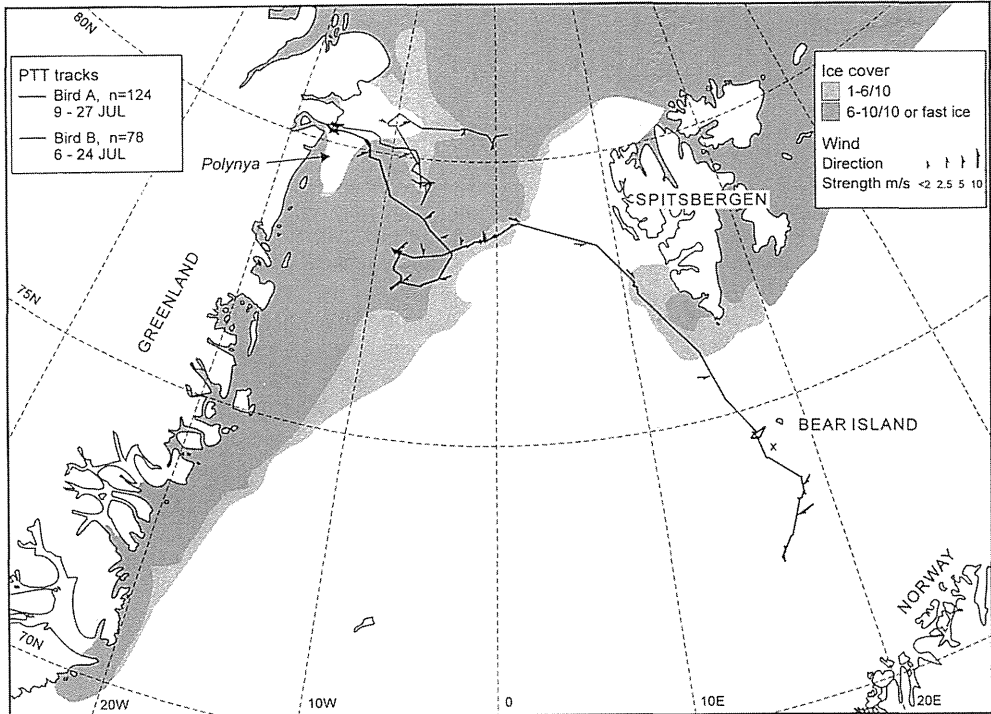 80N
PTT tracks
Bird A, n=124
9 - 27 JUL
Bird B, n=78
6 - 24 JUL
Polynya
Ice cover
1-6/10
6-10/10 or fast ice
Wind
Direction
Strength m/s <2 2.5 5 10
SPITSBERGEN
GREENLAND
75N
BEAR ISLAND
x
NORWAY
70N
20W
10W
0
10E
20E